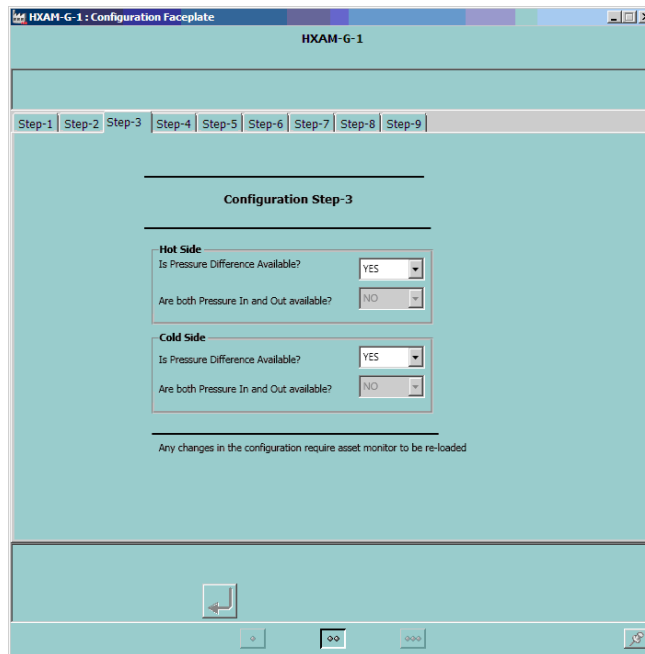 HXAM-G-1 : Configuration Faceplate
HXAM-G-1
Step-1 Step-2 Step-3 Step-4 Step-5 Step-6 Step-7 Step-8 Step-9
Configuration Step-3
Hot Side
Is Pressure Difference Available? YES
Are both Pressure In and Out available? NO
Cold Side
Is Pressure Difference Available? YES
Are both Pressure In and Out available? NO
Any changes in the configuration require asset monitor to be re-loaded